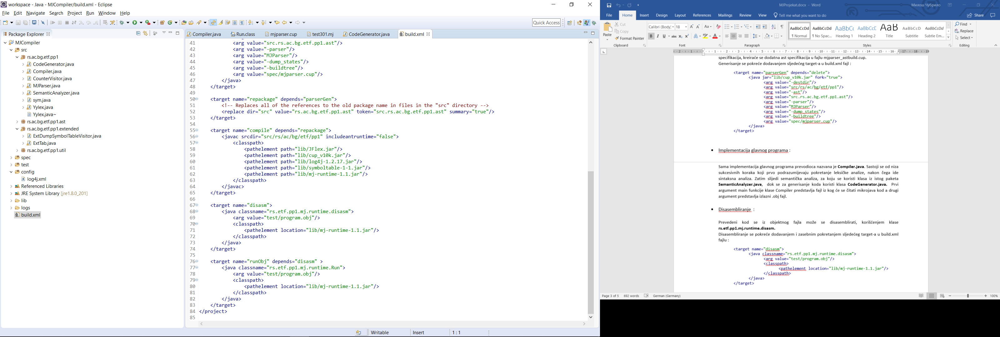 workspace - Java - MJCompiler/build.xml - Eclipse
File Edit Navigate Search Project Run Window Help
Quick Access
Package Explorer
MJCompiler
src
rs.ac.bg.etf.pp1
CodeGenerator.java
Compiler.java
CounterVisitor.java
MJParser.java
SemanticAnalyzer.java
sym.java
Yylex.java
Yylex.java~
rs.ac.bg.etf.pp1.ast
rs.ac.bg.etf.pp1.extended
ExtDumpSymbolTableVisitor.java
ExtTab.java
rs.ac.bg.etf.pp1.util
spec
test
config
log4j.xml
Referenced Libraries
JRE System Library [jre1.8.0_201]
lib
logs
build.xml
Compiler.java Run.class mjparser.cup test301.mj CodeGenerator.java build.xml
41 <arg value="src.rs.ac.bg.etf.pp1.ast"/>
42 <arg value="-parser"/>
43 <arg value="MJParser"/>
44 <arg value="-dump_states"/>
45 <arg value="-buildtree"/>
46 <arg value="spec/mjparser.cup"/>
47 </java>
48 </target>
49
50 <target name="repackage" depends="parserGen">
51 <!-- Replaces all of the references to the old package name in files in the "src" directory -->
52 <replace dir="src" value="rs.ac.bg.etf.pp1.ast" token="src.rs.ac.bg.etf.pp1.ast" summary="true"/>
53 </target>
54
55 <target name="compile" depends="repackage">
56 <javac srcdir="src/rs/ac/bg/etf/pp1" includeantruntime="false">
57 <classpath>
58 <pathelement path="lib/JFlex.jar"/>
59 <pathelement path="lib/cup_v10k.jar"/>
60 <pathelement path="lib/log4j-1.2.17.jar"/>
61 <pathelement path="lib/symboltable-1-1.jar"/>
62 <pathelement path="lib/mj-runtime-1.1.jar"/>
63 </classpath>
64 </javac>
65 </target>
66
67 <target name="disasm">
68 <java classname="rs.etf.pp1.mj.runtime.disasm">
69 <arg value="test/program.obj"/>
70 <classpath>
71 <pathelement location="lib/mj-runtime-1.1.jar"/>
72 </classpath>
73 </java>
74 </target>
75
76 <target name="runObj" depends="disasm" >
77 <java classname="rs.etf.pp1.mj.runtime.Run">
78 <arg value="test/program.obj"/>
79 <classpath>
80 <pathelement location="lib/mj-runtime-1.1.jar"/>
81 </classpath>
82 </java>
83 </target>
84 </project>
85
Writable Insert 1 : 1
MJProjekat.docx - Word
Милош Чубрило
File Home Insert Design Layout References Mailings Review View Tell me what you want to do Share
Paste
Cut
Copy
Format Painter
Clipboard
Calibri (Body) 18
Font
Paragraph
AaBbCcDd AaBbCcDd AaBbC( AaBbCcE AaB AaBbCcD AaBbCcDd
¶ Normal ¶ No Spac... Heading 1 Heading 2 Title Subtitle Subtle Em...
Styles
Find
Replace
Select
Editing
specifikacija, kreiraće se dodatna ast specifikacija u fajlu mjparser_astbuild.cup.
Generisanje se pokreće dodavanjem sljedećeg target-a u build.xml fajl :
<target name="parserGen" depends="delete">
<java jar="lib/cup_v10k.jar" fork="true">
<arg value="-destdir"/>
<arg value="src/rs/ac/bg/etf/pp1"/>
<arg value="-ast"/>
<arg value="src.rs.ac.bg.etf.pp1.ast"/>
<arg value="-parser"/>
<arg value="MJParser"/>
<arg value="-dump_states"/>
<arg value="-buildtree"/>
<arg value="spec/mjparser.cup"/>
</java>
</target>
• Implementacija glavnog programa :
Sama implementacija glavnog programa prevodioca nazvana je Compiler.java. Sastoji se od niza
sukcesivnih koraka koji prvo podrazumijevaju pokretanje leksičke analize, nakon čega ide
sintaksna analiza. Zatim slijedi semantička analiza, za koju se koristi klasa iz istog paketa
SemanticAnalyzer.java, dok se za generisanje koda koristi klasa CodeGenerator.java. Prvi
argument main funkcije klase Compiler predstavlja fajl iz kog će se čitati mikrojava kod a drugi
argument predstavlja izlazni .obj fajl.
• Disasembliranje :
Prevedeni kod se iz objektnog fajla može se disasemblirati, korišćenjem klase
rs.etf.pp1.mj.runtime.disasm.
Disasembliranje se pokreće dodavanjem i zasebnim pokretanjem sljedećeg target-a u build.xml
fajlu :
<target name="disasm">
<java classname="rs.etf.pp1.mj.runtime.disasm">
<arg value="test/program.obj"/>
<classpath>
<pathelement location="lib/mj-runtime-1.1.jar"/>
</classpath>
</java>
</target>
Page 3 of 5 692 words German (Germany) 100%